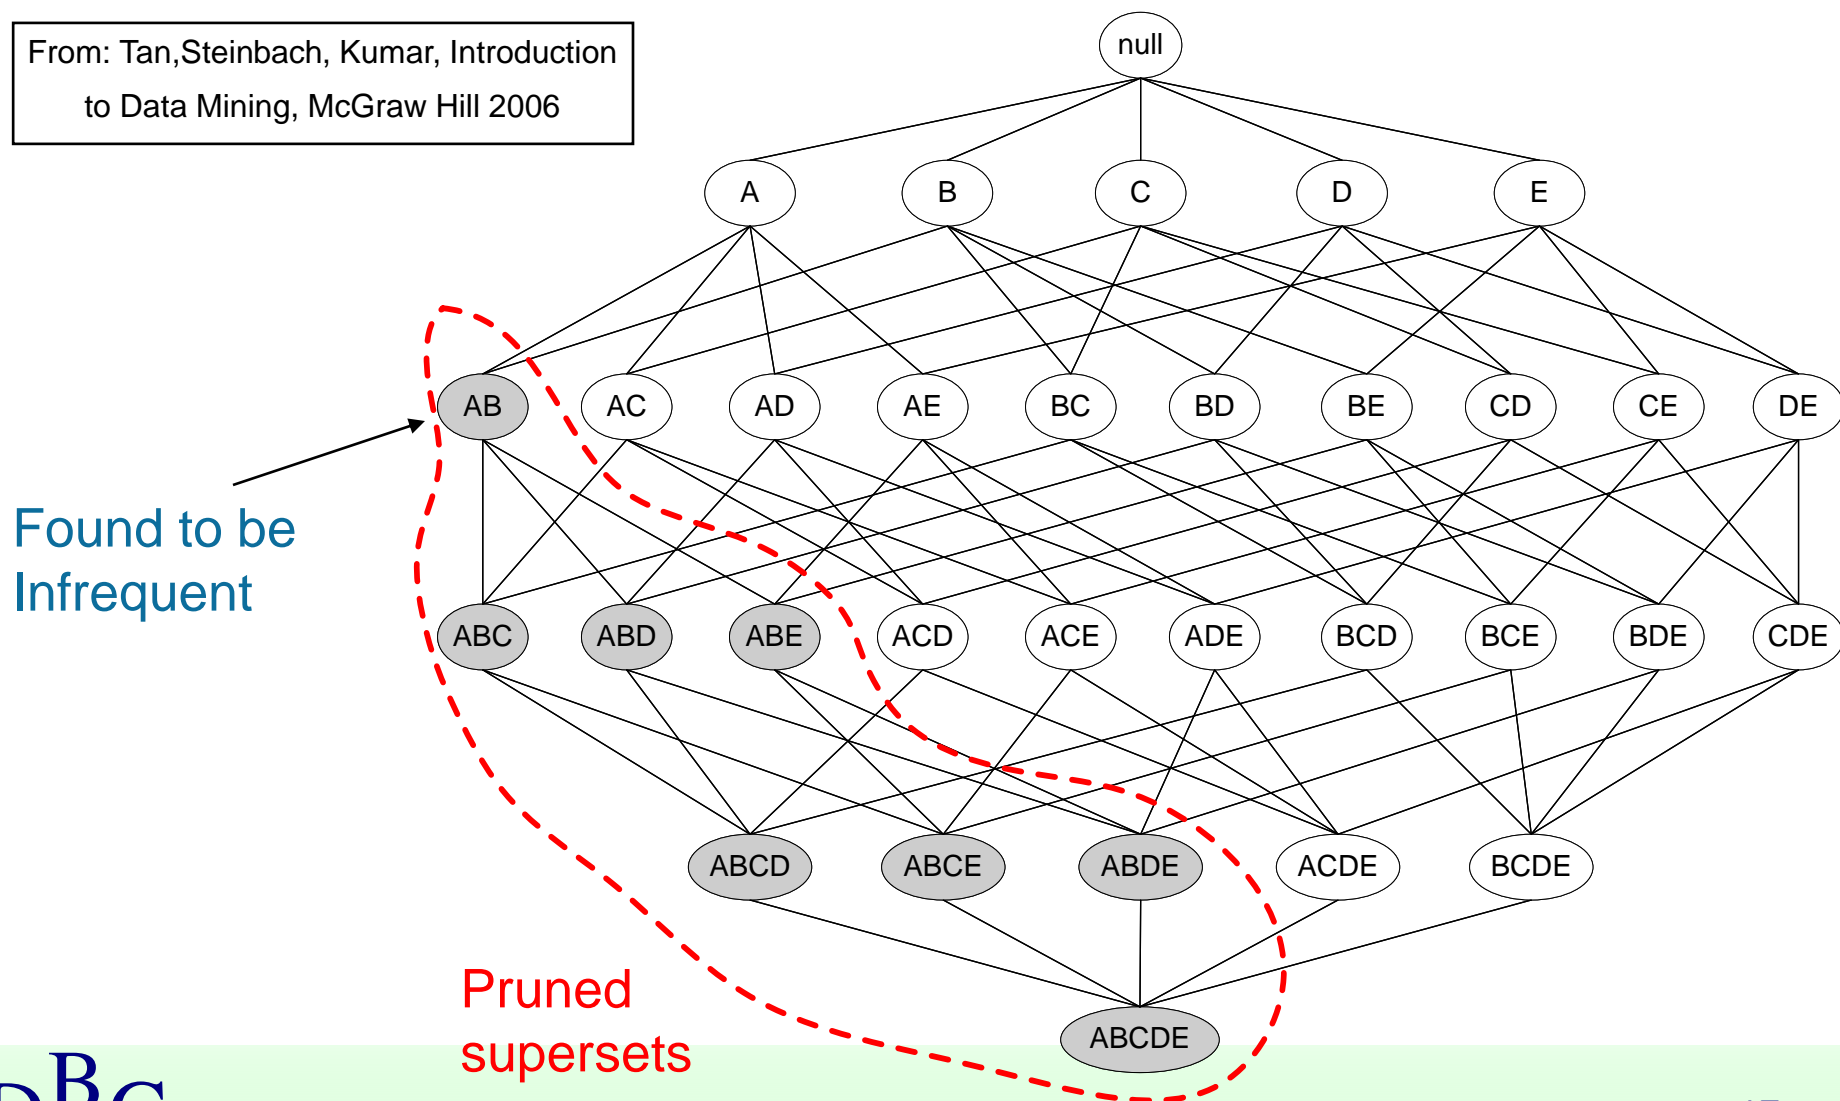 From: Tan,Steinbach, Kumar, Introduction
to Data Mining, McGraw Hill 2006
null
A B C D E
AB AC AD AE BC BD BE CD CE DE
Found to be
Infrequent
ABC ABD ABE ACD ACE ADE BCD BCE BDE CDE
ABCD ABCE ABDE ACDE BCDE
Pruned
supersets
ABCDE